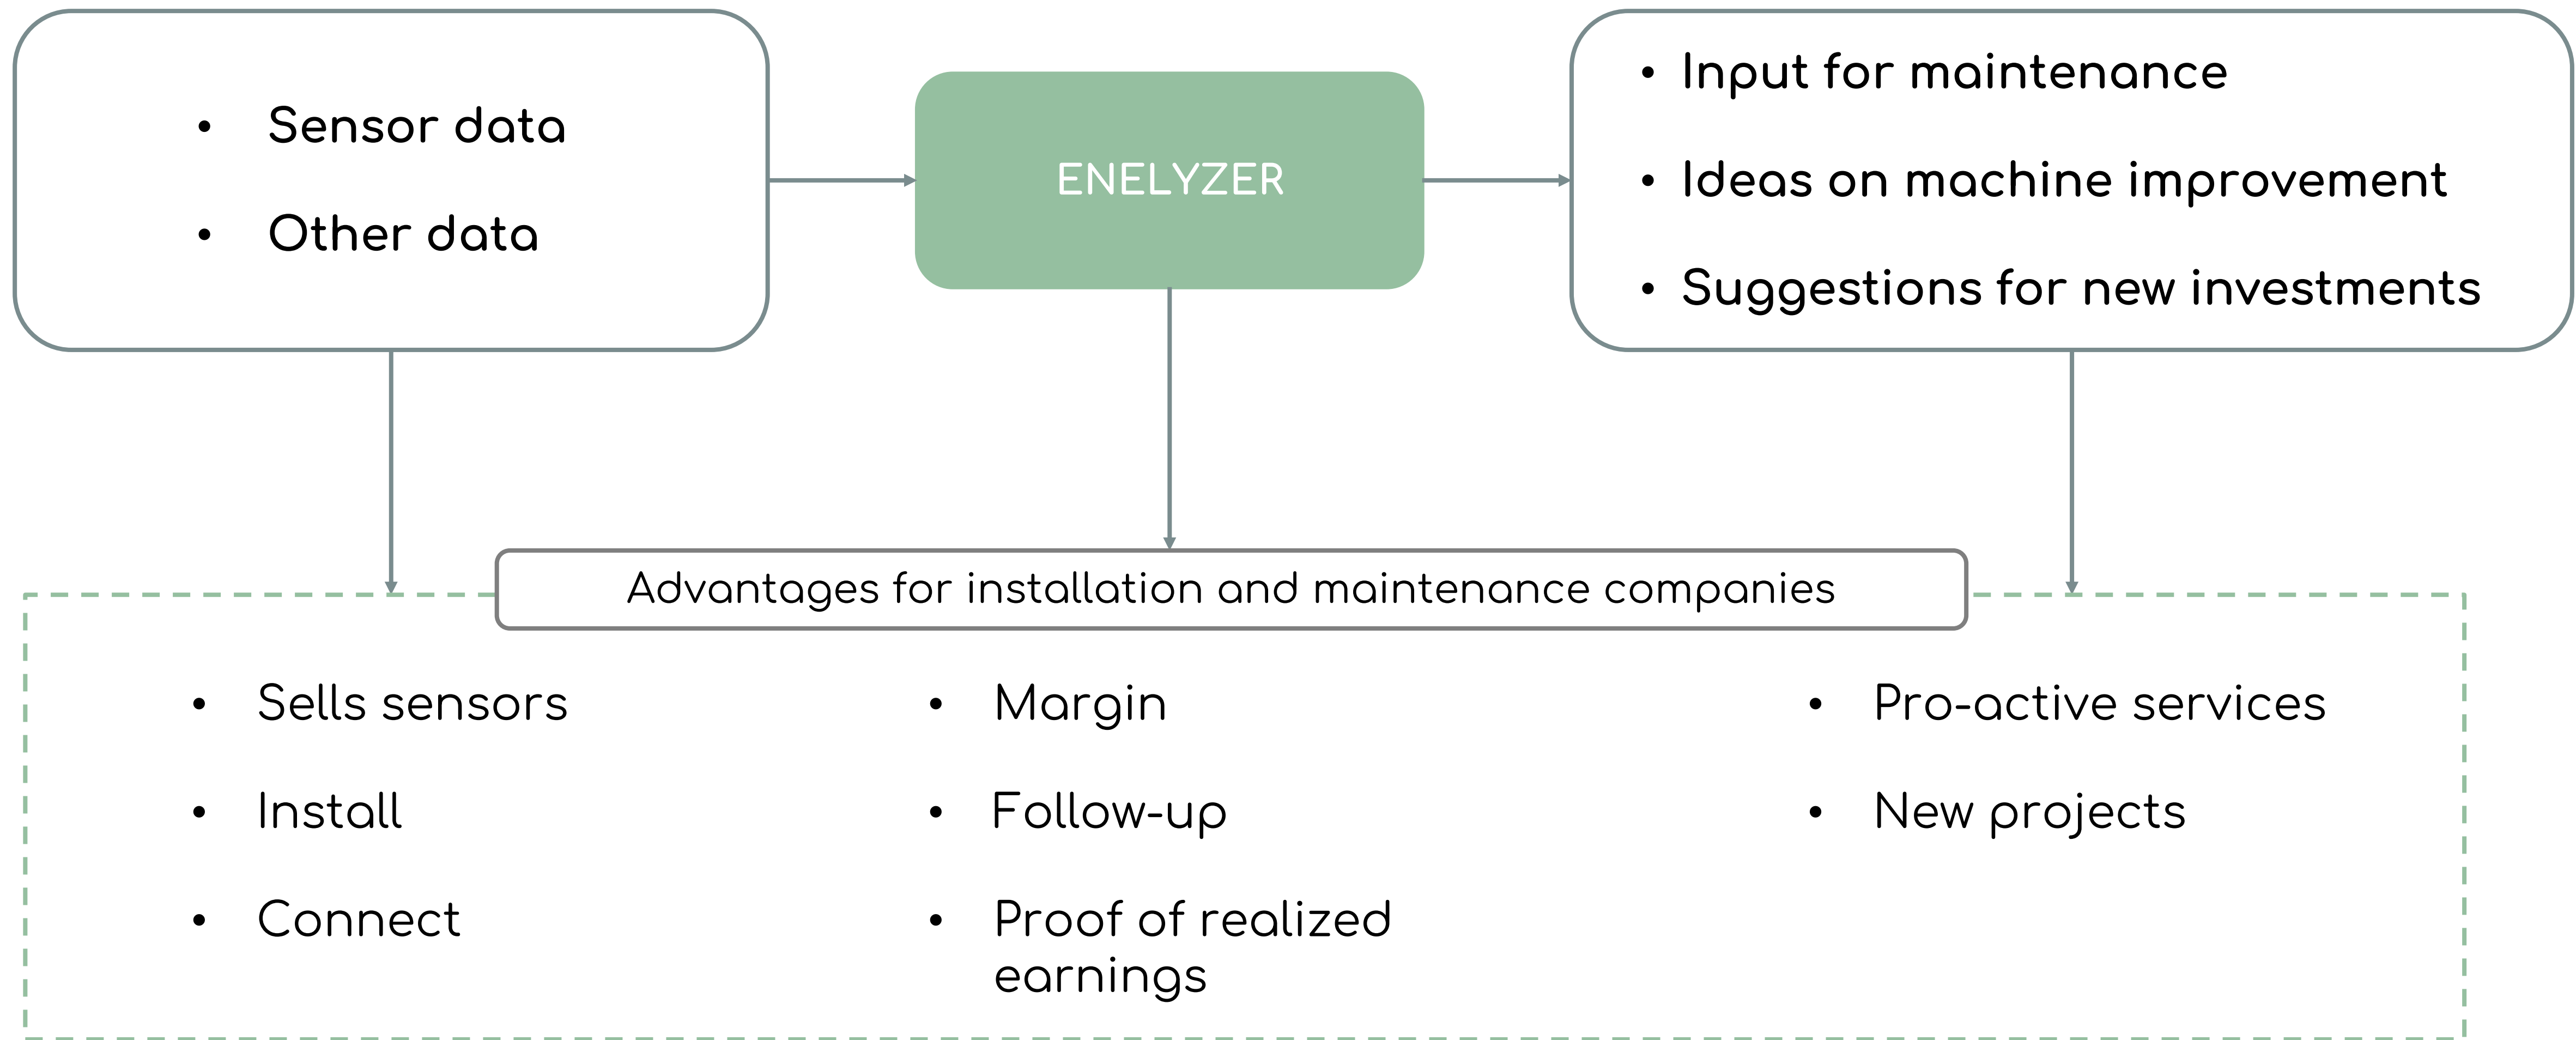 • Sensor data
• Other data
ENELYZER
• Input for maintenance
• Ideas on machine improvement
• Suggestions for new investments
Advantages for installation and maintenance companies
• Sells sensors
• Install
• Connect
• Margin
• Follow-up
• Proof of realized
earnings
• Pro-active services
• New projects